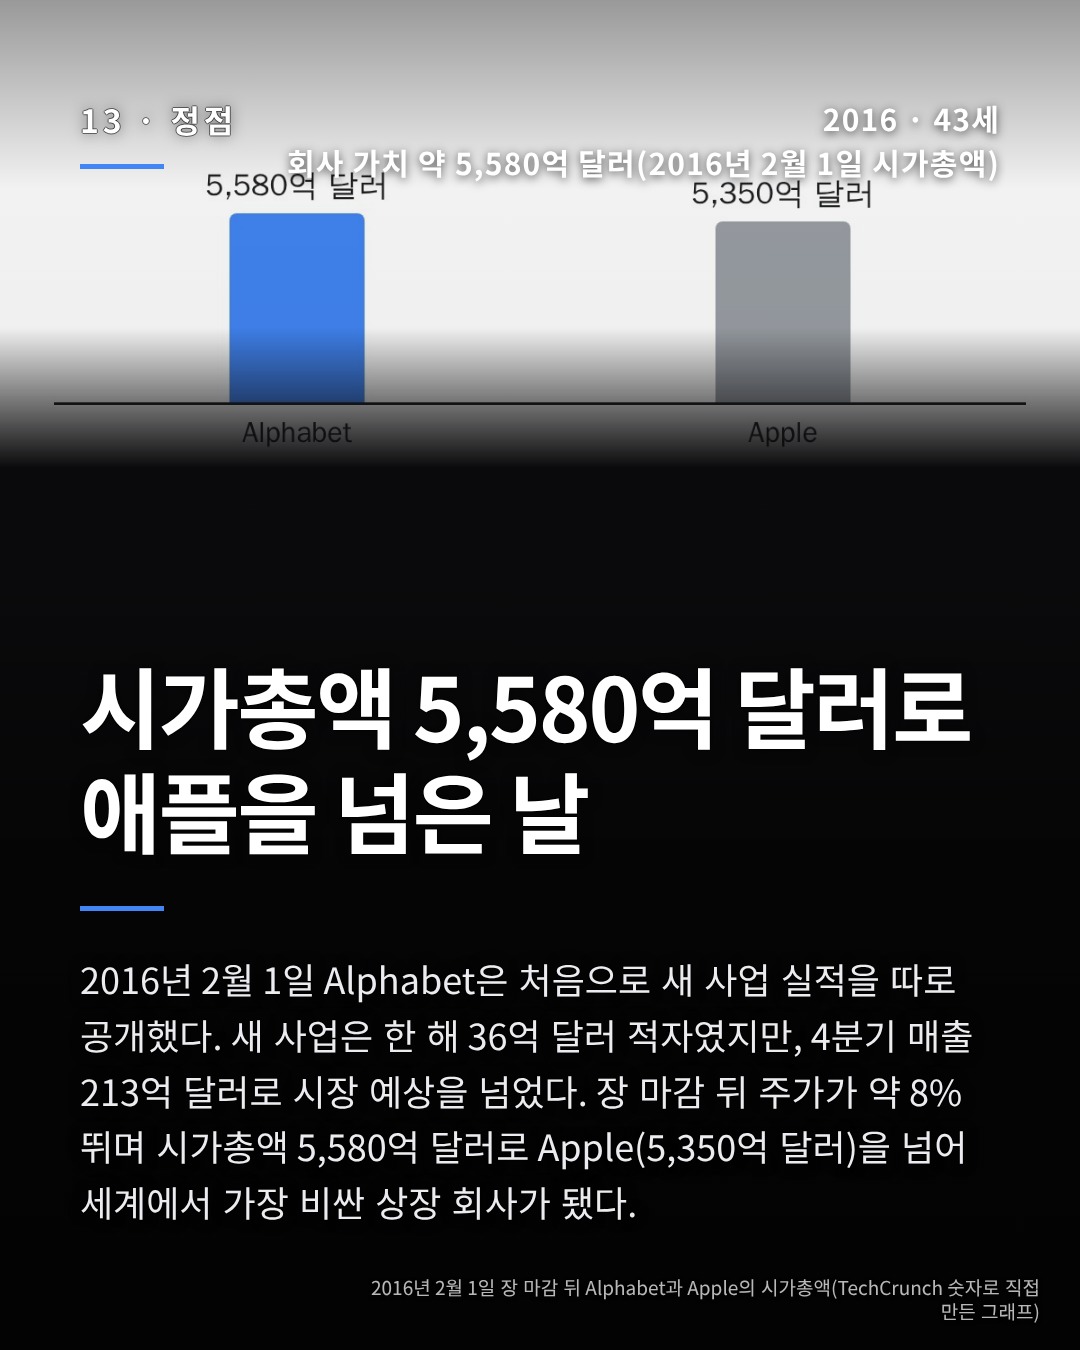 13 · 정점
2016 · 43세
회사 가치 약 5,580억 달러(2016년 2월 1일 시가총액)
5,580억 달러
5,350억 달러
Alphabet
Apple
시가총액 5,580억 달러로
애플을 넘은 날
2016년 2월 1일 Alphabet은 처음으로 새 사업 실적을 따로
공개했다. 새 사업은 한 해 36억 달러 적자였지만, 4분기 매출
213억 달러로 시장 예상을 넘었다. 장 마감 뒤 주가가 약 8%
뛰며 시가총액 5,580억 달러로 Apple(5,350억 달러)을 넘어
세계에서 가장 비싼 상장 회사가 됐다.
2016년 2월 1일 장 마감 뒤 Alphabet과 Apple의 시가총액(TechCrunch 숫자로 직접
만든 그래프)